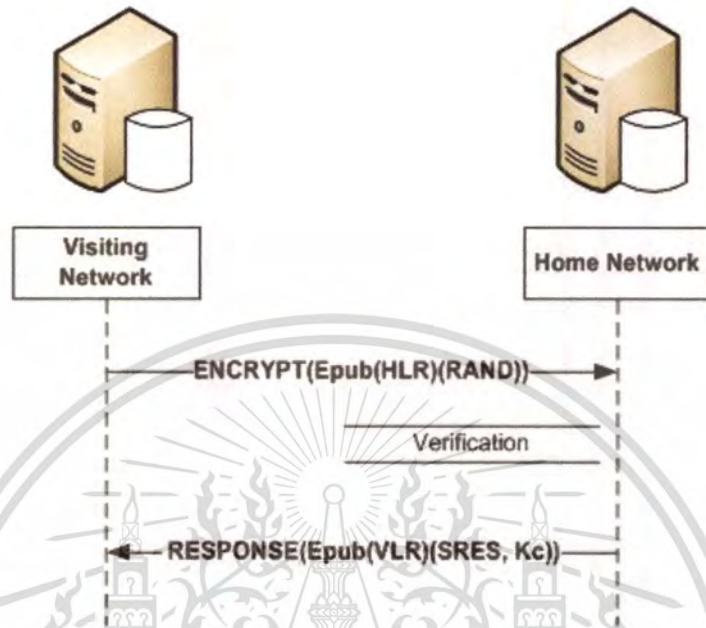 Visiting
Network
Home Network
ENCRYPT(Epub(HLR)(RAND))
Verification
RESPONSE(Epub(VLR)(SRES, Kc))